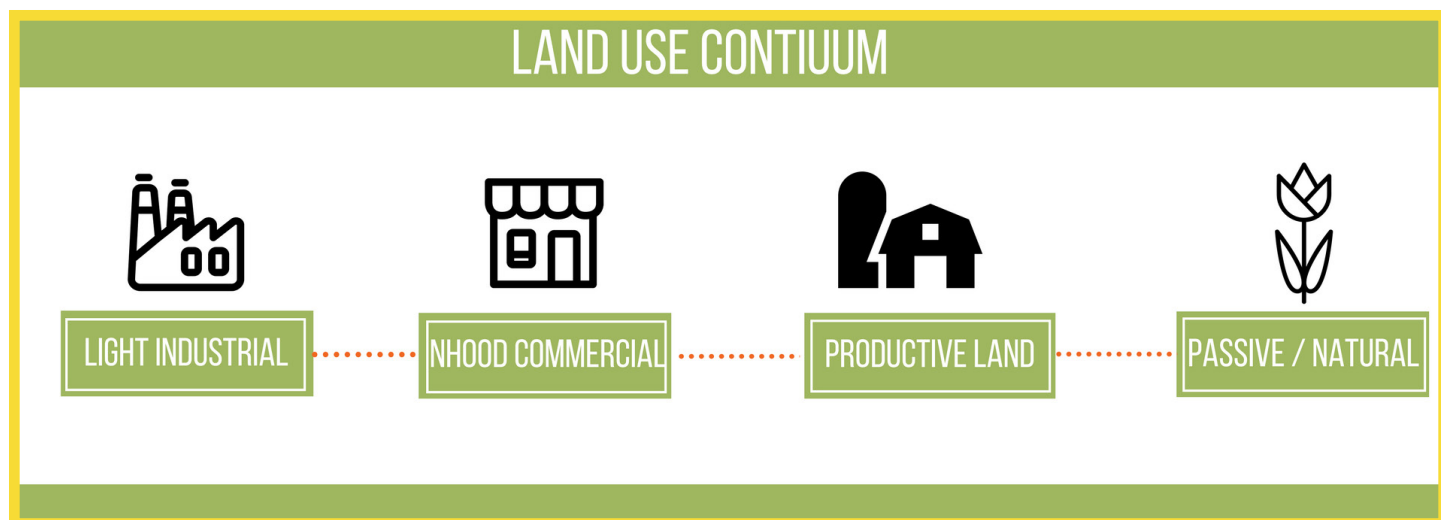 LAND USE CONTIUUM
LIGHT INDUSTRIAL
NHOOD COMMERCIAL
PRODUCTIVE LAND
PASSIVE / NATURAL